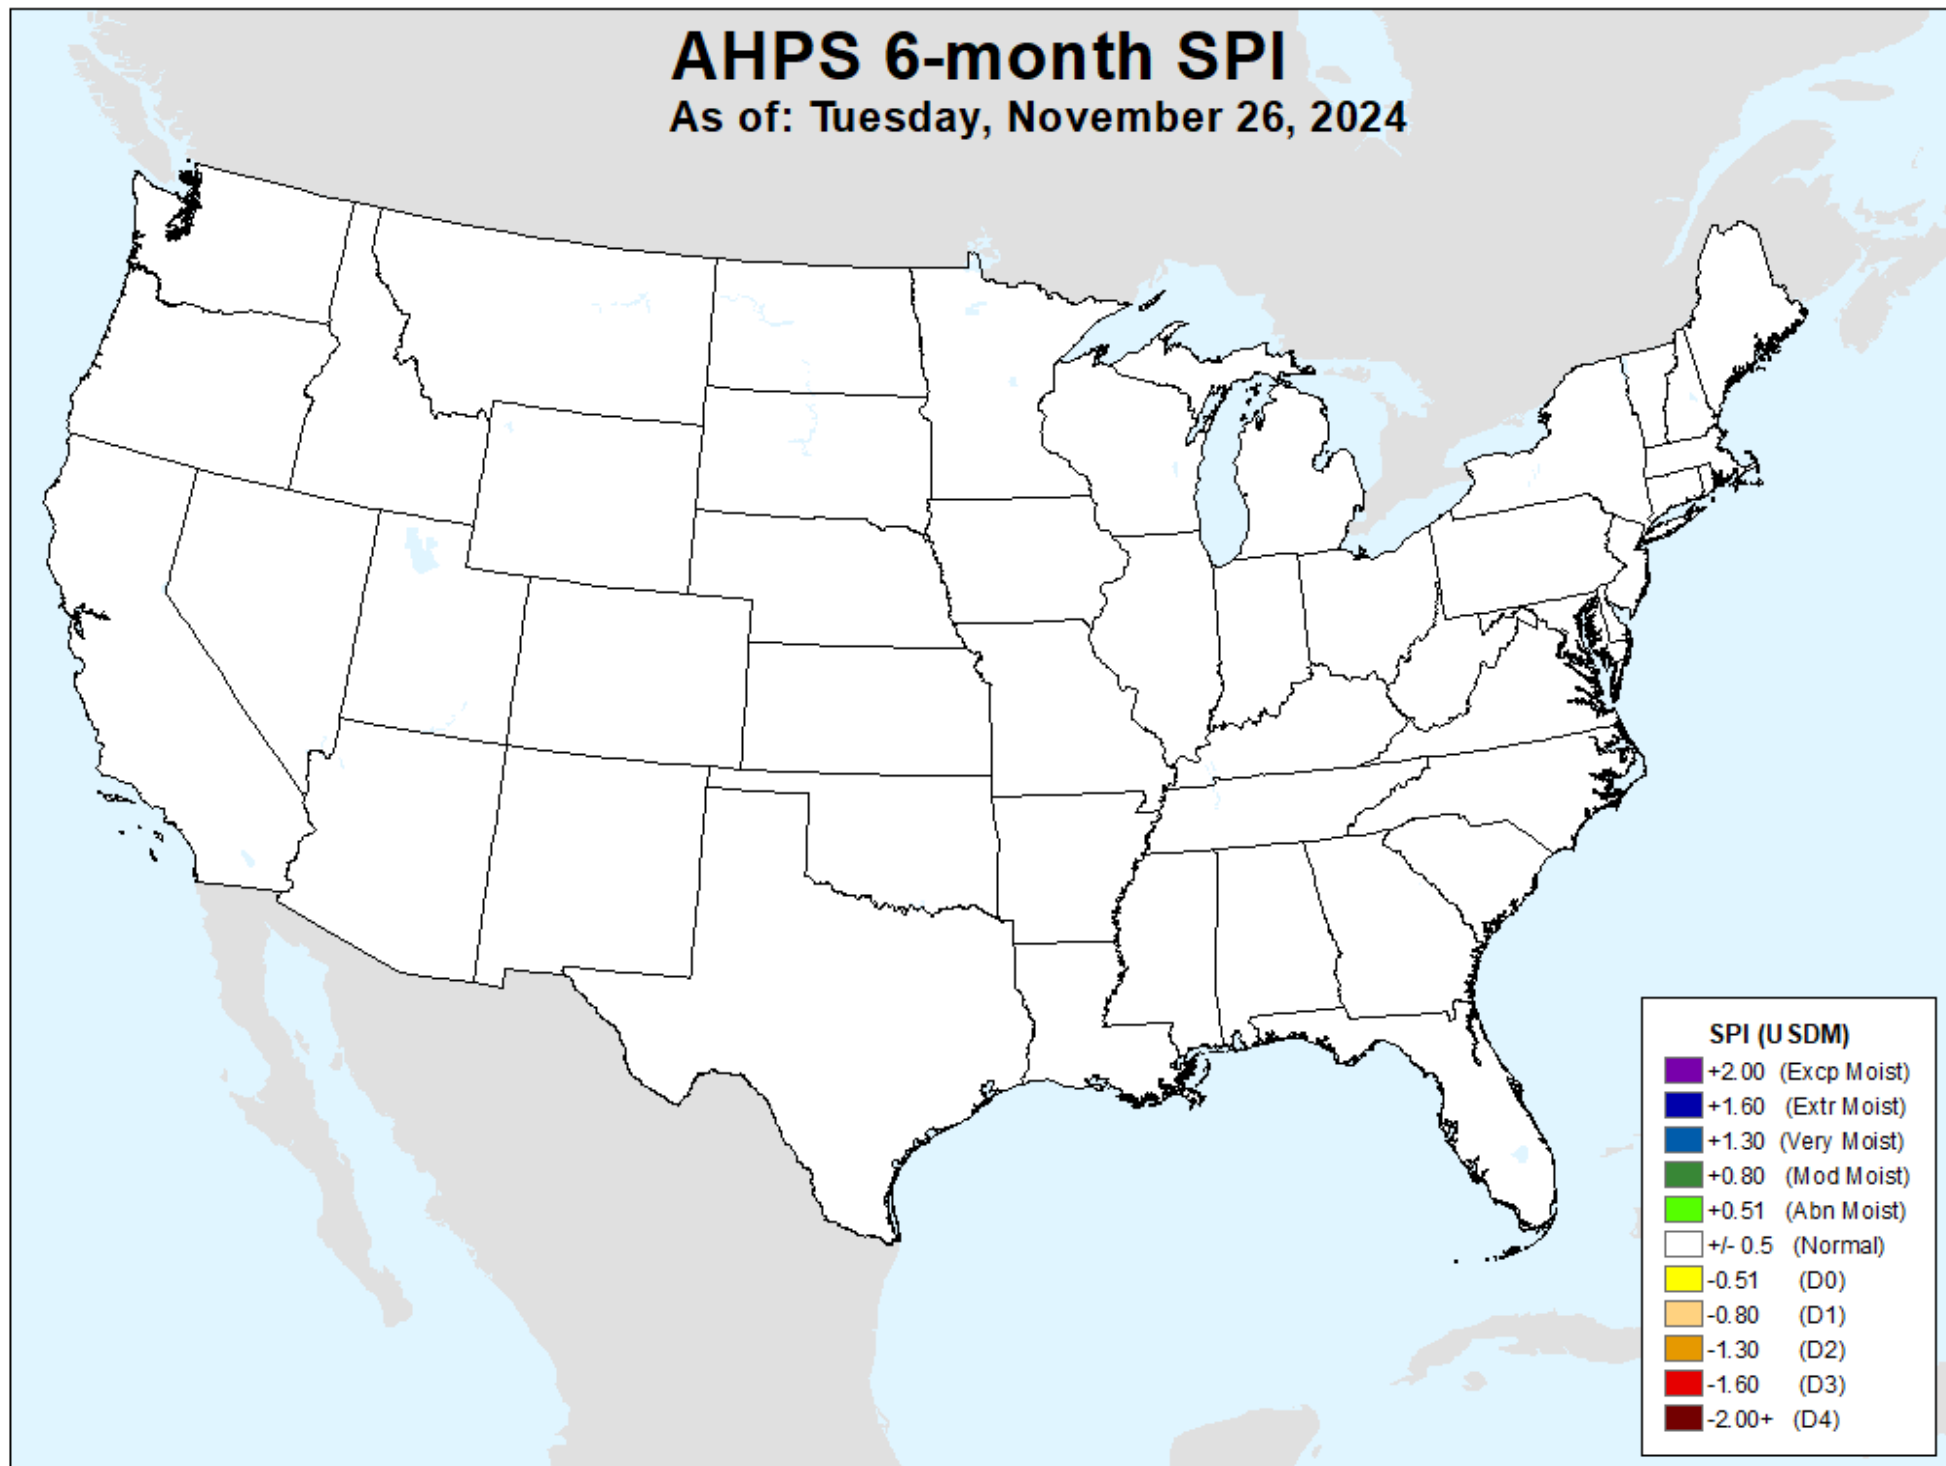 AHPS 6-month SPI
As of: Tuesday, November 26, 2024
SPI (USDM)
+2.00 (Excp Moist)
+1.60 (Extr Moist)
+1.30 (Very Moist)
+0.80 (Mod Moist)
+0.51 (Abn Moist)
+/- 0.5 (Normal)
-0.51 (D0)
-0.80 (D1)
-1.30 (D2)
-1.60 (D3)
-2.00+ (D4)